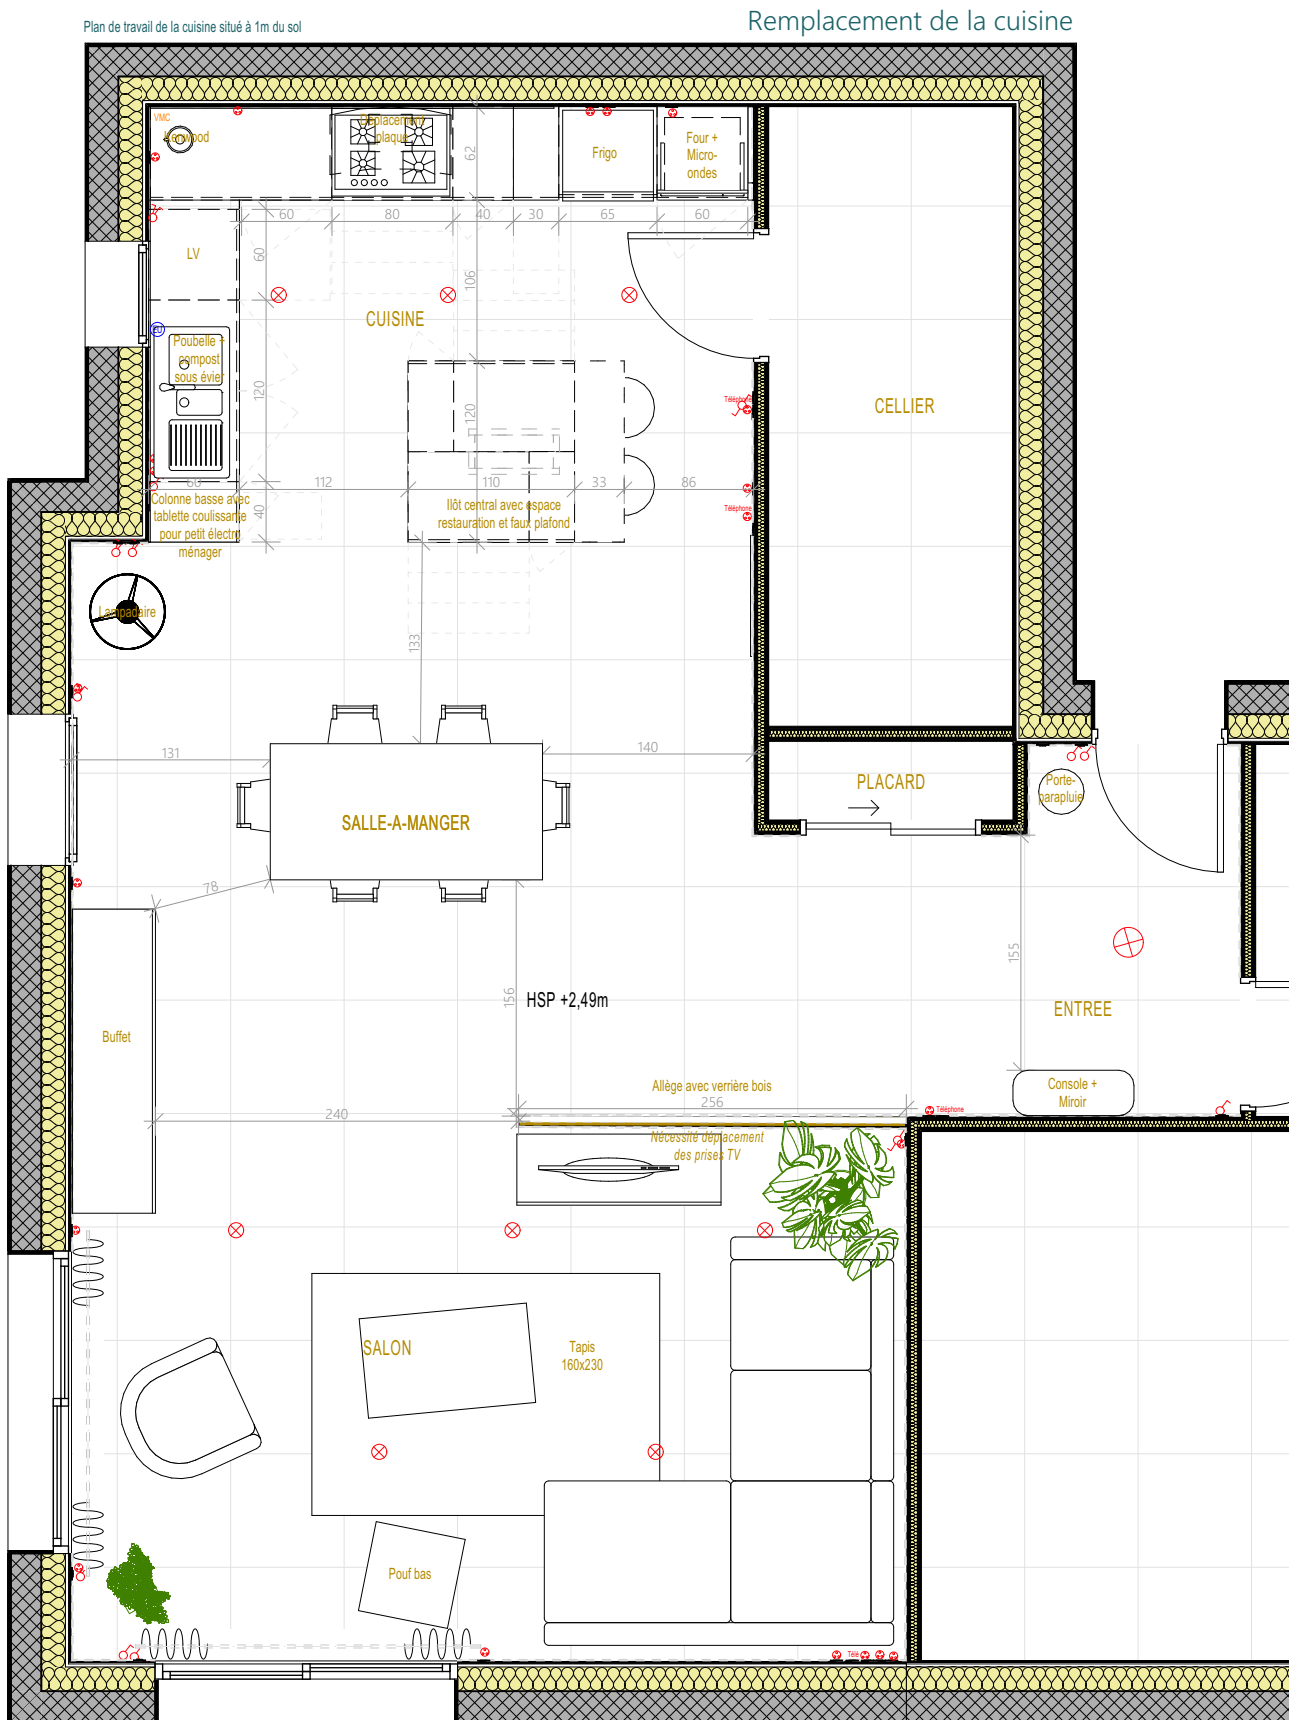 Remplacement de la cuisine
Plan de travail de la cuisine situé à 1m du sol
VMC
Kenwood
Déplacement
plaque
62
Frigo
Four +
Micro-
ondes
60
80
40
30
65
60
LV
60
106
CUISINE
EU
Poubelle +
compost
sous évier
120
120
Téléphone
CELLIER
60
112
110
33
86
Colonne basse avec
tablette coulissante
pour petit électro
ménager
40
Ilôt central avec espace
restauration et faux plafond
Téléphone
Lampadaire
133
131
140
PLACARD
Porte-
parapluie
SALLE-A-MANGER
78
155
156
HSP +2,49m
ENTREE
Buffet
Allège avec verrière bois
256
Console +
Miroir
Téléphone
240
Nécessité déplacement
des prises TV
SALON
Tapis
160x230
Pouf bas
Télé